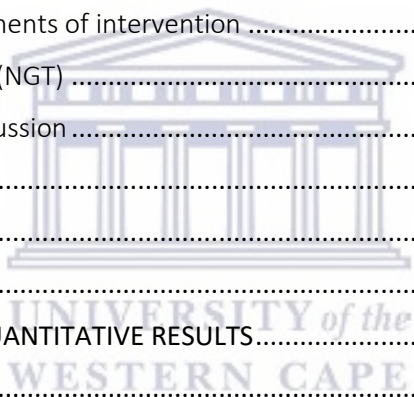 ments of intervention ........................
(NGT) ................................................
ussion ................................................
................................................
................................................
................................................
UNIVERSITY of the
UANTITATIVE RESULTS........................
WESTERN CAPE
................................................